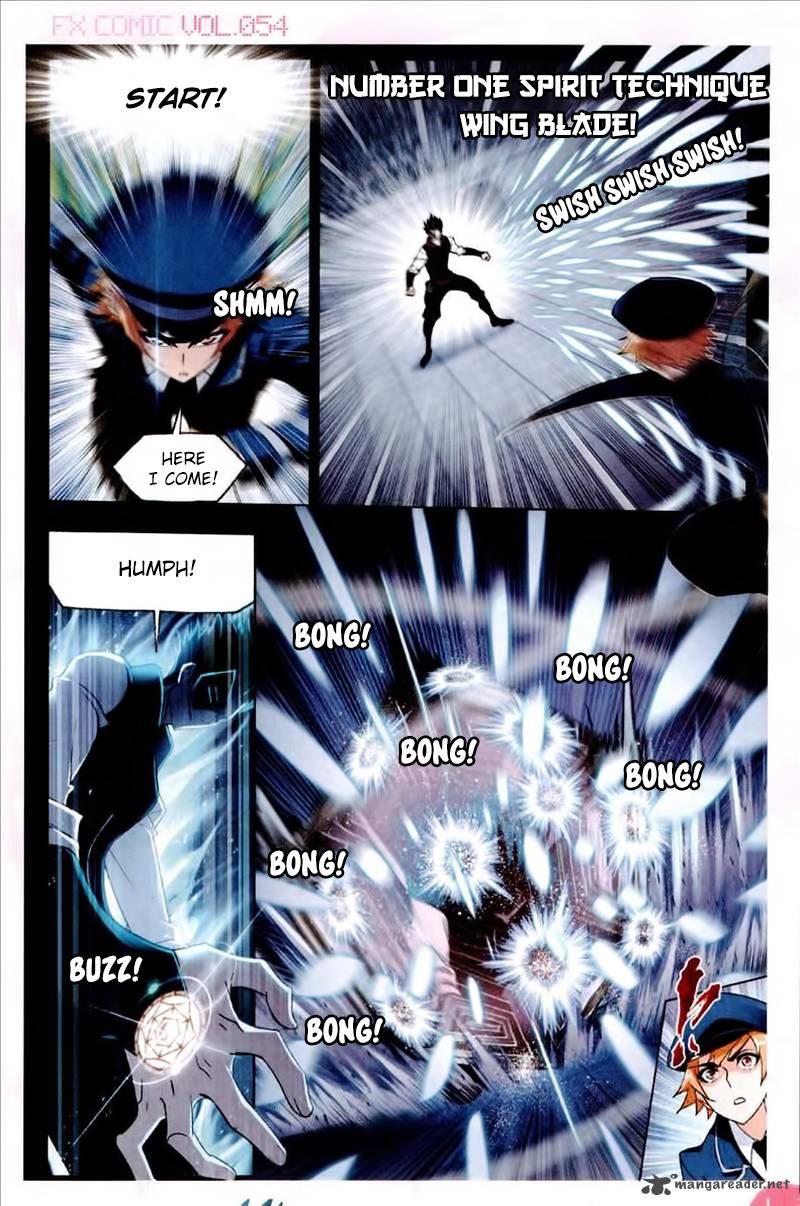 FX COMIC VOL.054
START!
SHMM!
HERE
I COME!
NUMBER ONE SPIRIT TECHNIQUE
WING BLADE!
SWISH SWISH SWISH!
HUMPH!
BUZZ!
BONG!
BONG!
BONG!
BONG!
BONG!
BONG!
!
mangareader.net